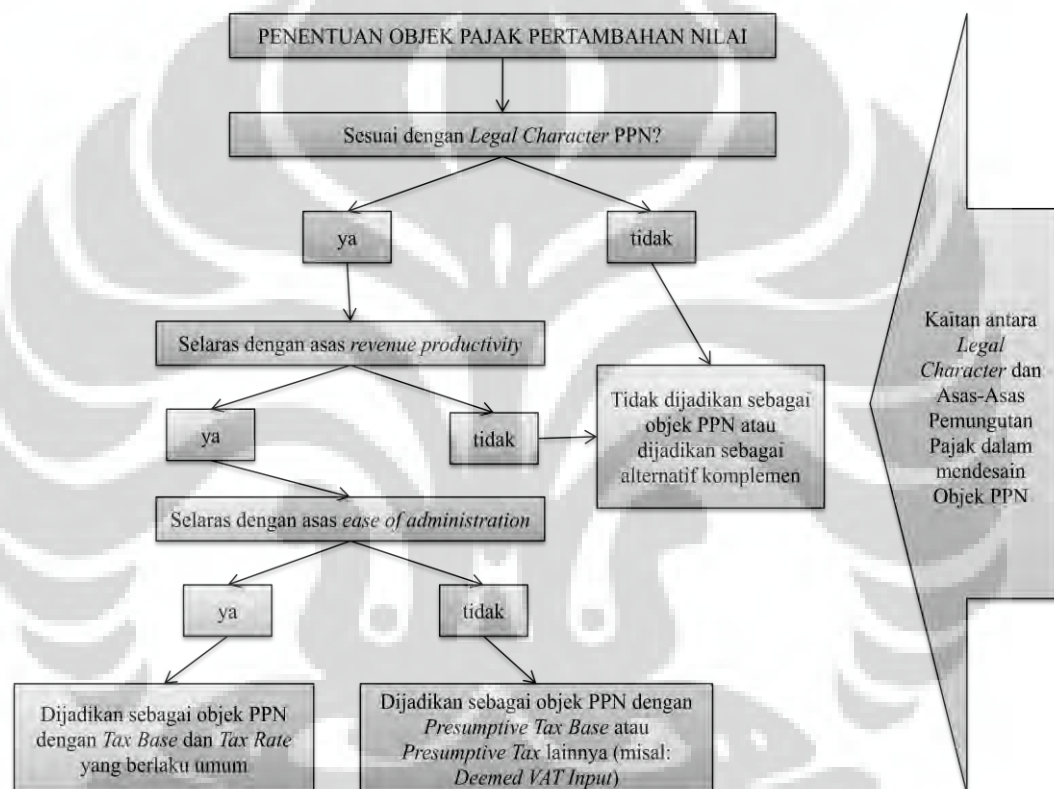 PENENTUAN OBJEK PAJAK PERTAMBAHAN NILAI
Sesuai dengan Legal Character PPN?
ya
tidak
Selaras dengan asas revenue productivity
ya
tidak
Tidak dijadikan sebagai
objek PPN atau
dijadikan sebagai
alternatif komplemen
Selaras dengan asas ease of administration
ya
tidak
Dijadikan sebagai objek PPN
dengan Tax Base dan Tax Rate
yang berlaku umum
Dijadikan sebagai objek PPN dengan
Presumptive Tax Base atau
Presumptive Tax lainnya (misal:
Deemed VAT Input)
Kaitan antara
Legal
Character dan
Asas-Asas
Pemungutan
Pajak dalam
mendesain
Objek PPN